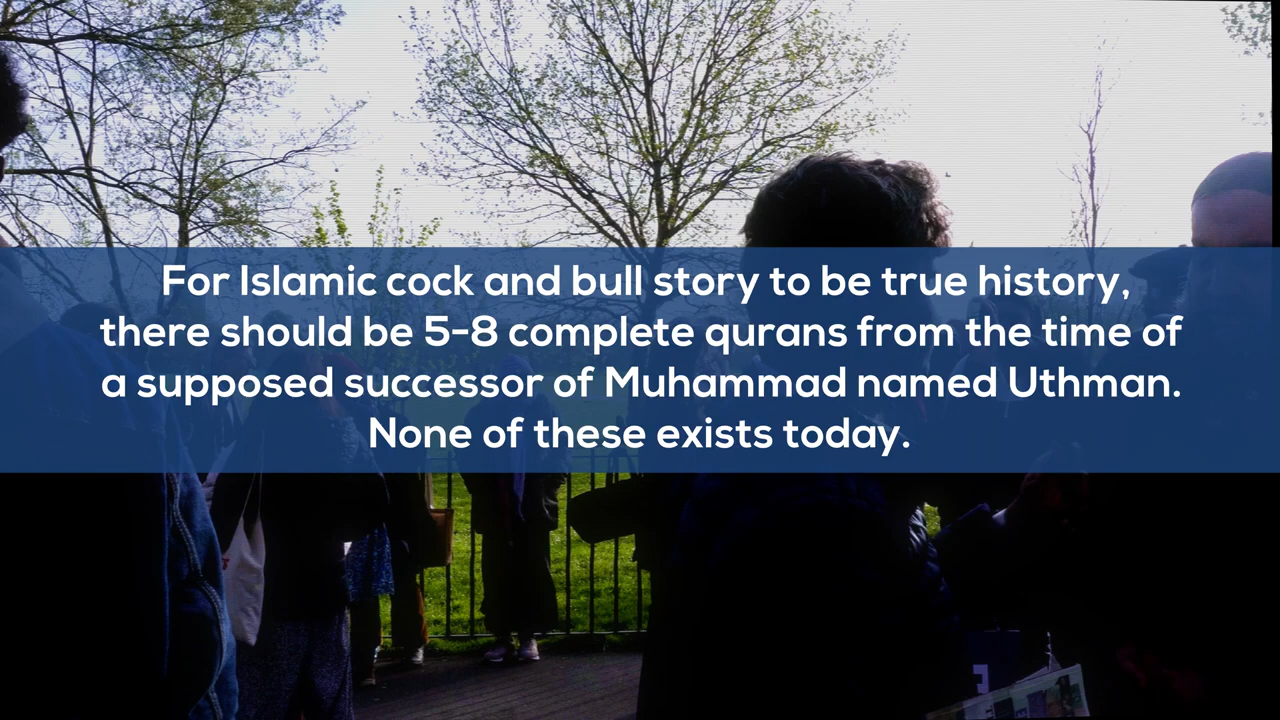 For Islamic cock and bull story to be true history,
there should be 5-8 complete qurans from the time of
a supposed successor of Muhammad named Uthman.
None of these exists today.